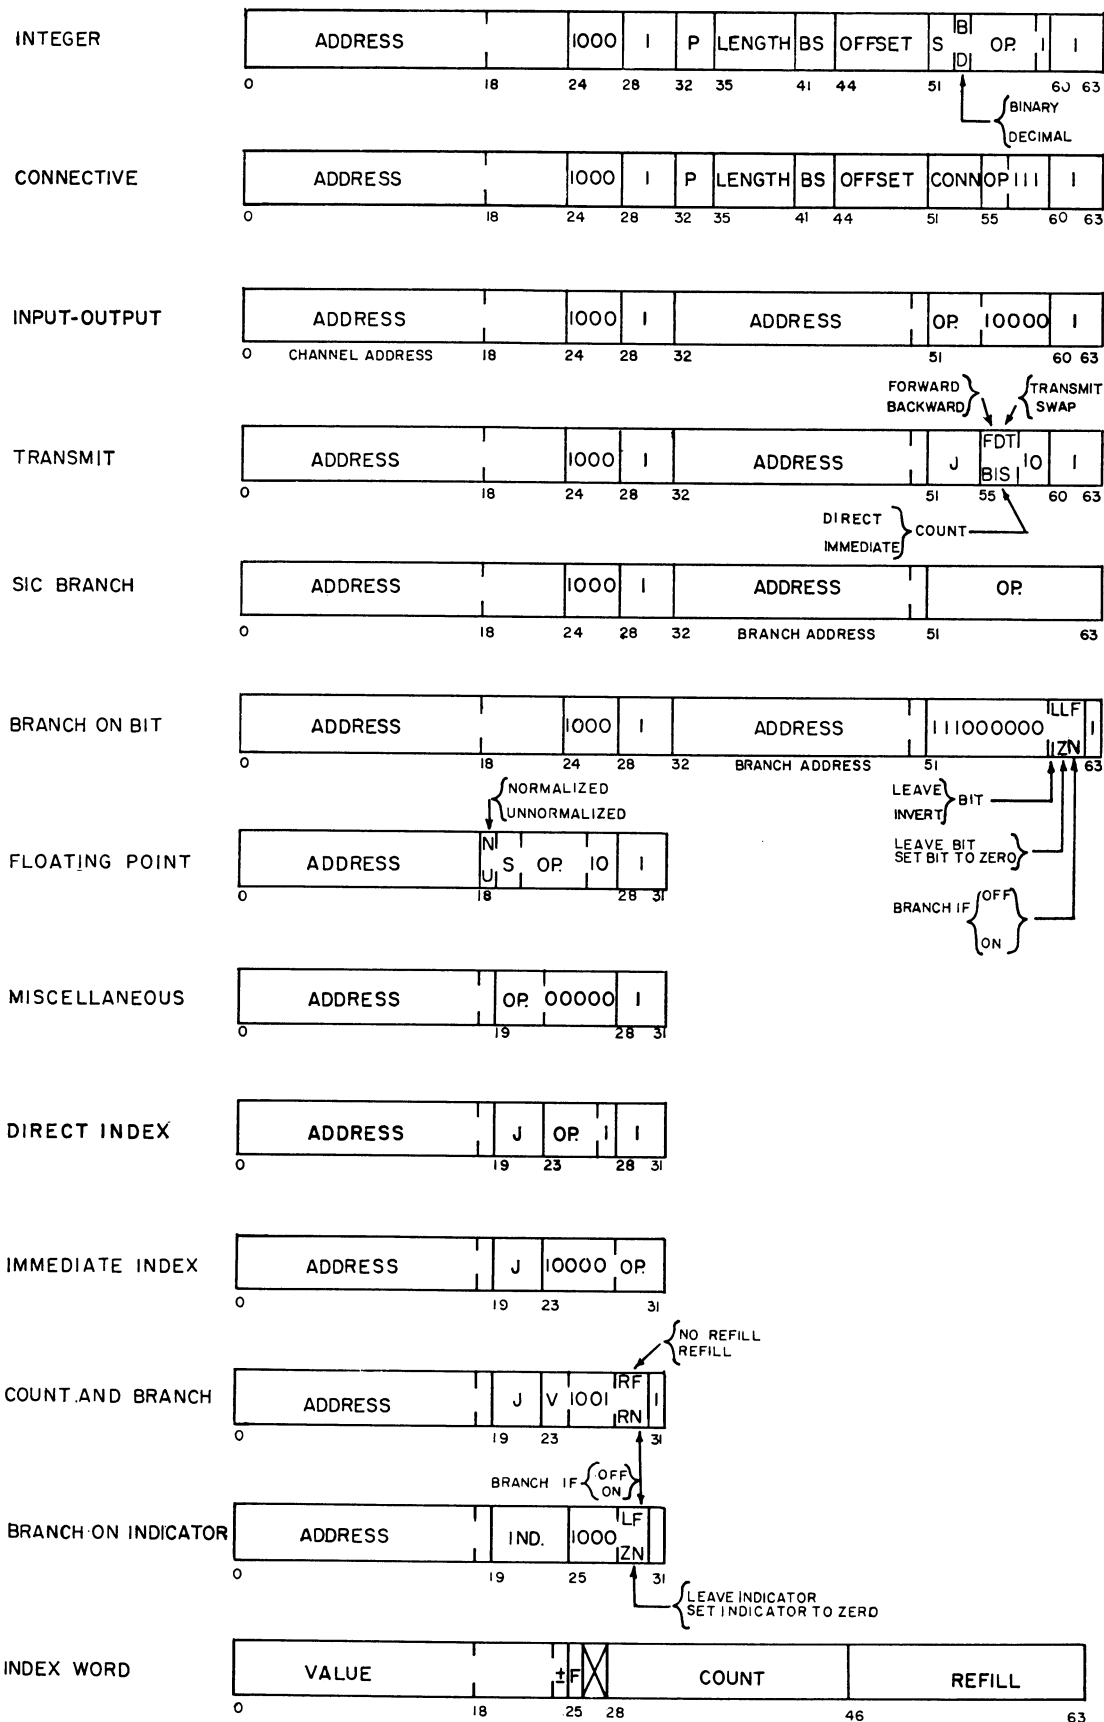 INTEGER
ADDRESS 1000 I P LENGTH BS OFFSET S B D OP. I I
0 18 24 28 32 35 41 44 51 60 63
BINARY
DECIMAL
CONNECTIVE
ADDRESS 1000 I P LENGTH BS OFFSET CONN OP III I
0 18 24 28 32 35 41 44 51 55 60 63
INPUT-OUTPUT
ADDRESS 1000 I ADDRESS OP. 10000 I
0 CHANNEL ADDRESS 18 24 28 32 51 60 63
FORWARD
BACKWARD
TRANSMIT
SWAP
TRANSMIT
ADDRESS 1000 I ADDRESS J FDT BIS 10 I
0 18 24 28 32 51 55 60 63
DIRECT
IMMEDIATE
COUNT
SIC BRANCH
ADDRESS 1000 I ADDRESS OP.
0 18 24 28 32 BRANCH ADDRESS 51 63
BRANCH ON BIT
ADDRESS 1000 I ADDRESS 111000000 LLF IZN I
0 18 24 28 32 BRANCH ADDRESS 51 63
LEAVE
INVERT
BIT
LEAVE BIT
SET BIT TO ZERO
BRANCH IF
OFF
ON
NORMALIZED
UNNORMALIZED
FLOATING POINT
ADDRESS N U S OP. 10 I
0 18 28 31
MISCELLANEOUS
ADDRESS OP. 00000 I
0 19 28 31
DIRECT INDEX
ADDRESS J OP. I I
0 19 23 28 31
IMMEDIATE INDEX
ADDRESS J 10000 OP.
0 19 23 31
NO REFILL
REFILL
COUNT AND BRANCH
ADDRESS J V 1001 RF RN I
0 19 23 31
BRANCH IF
OFF
ON
BRANCH ON INDICATOR
ADDRESS IND. 1000 LF ZN
0 19 25 31
LEAVE INDICATOR
SET INDICATOR TO ZERO
INDEX WORD
VALUE ± F COUNT REFILL
0 18 25 28 46 63